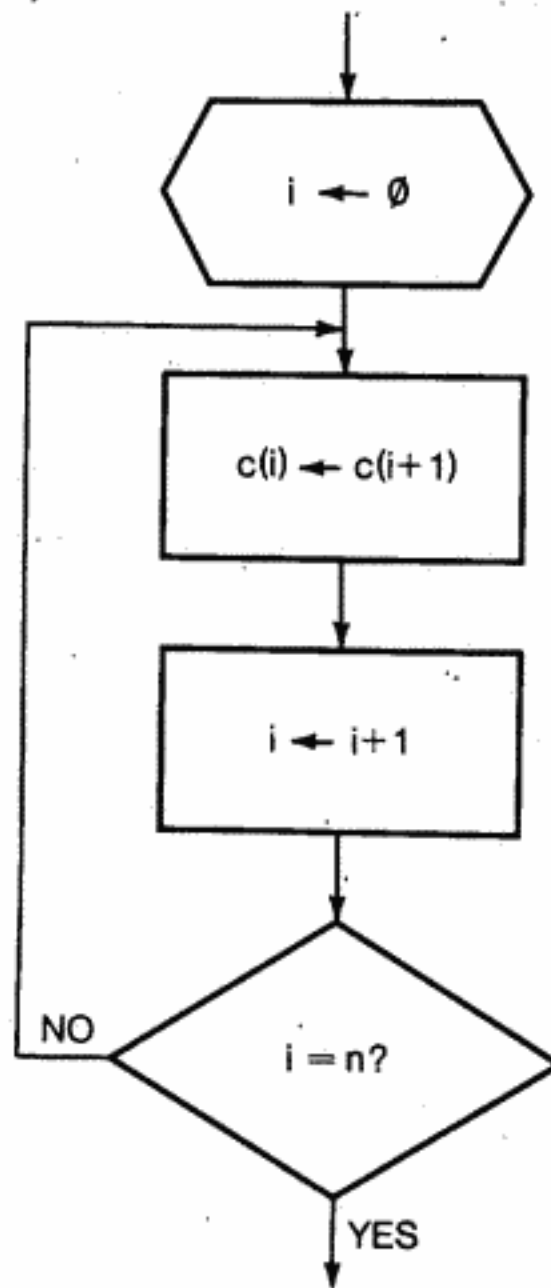 i ← Ø
c(i) ← c(i+1)
i ← i+1
i = n?
NO
YES